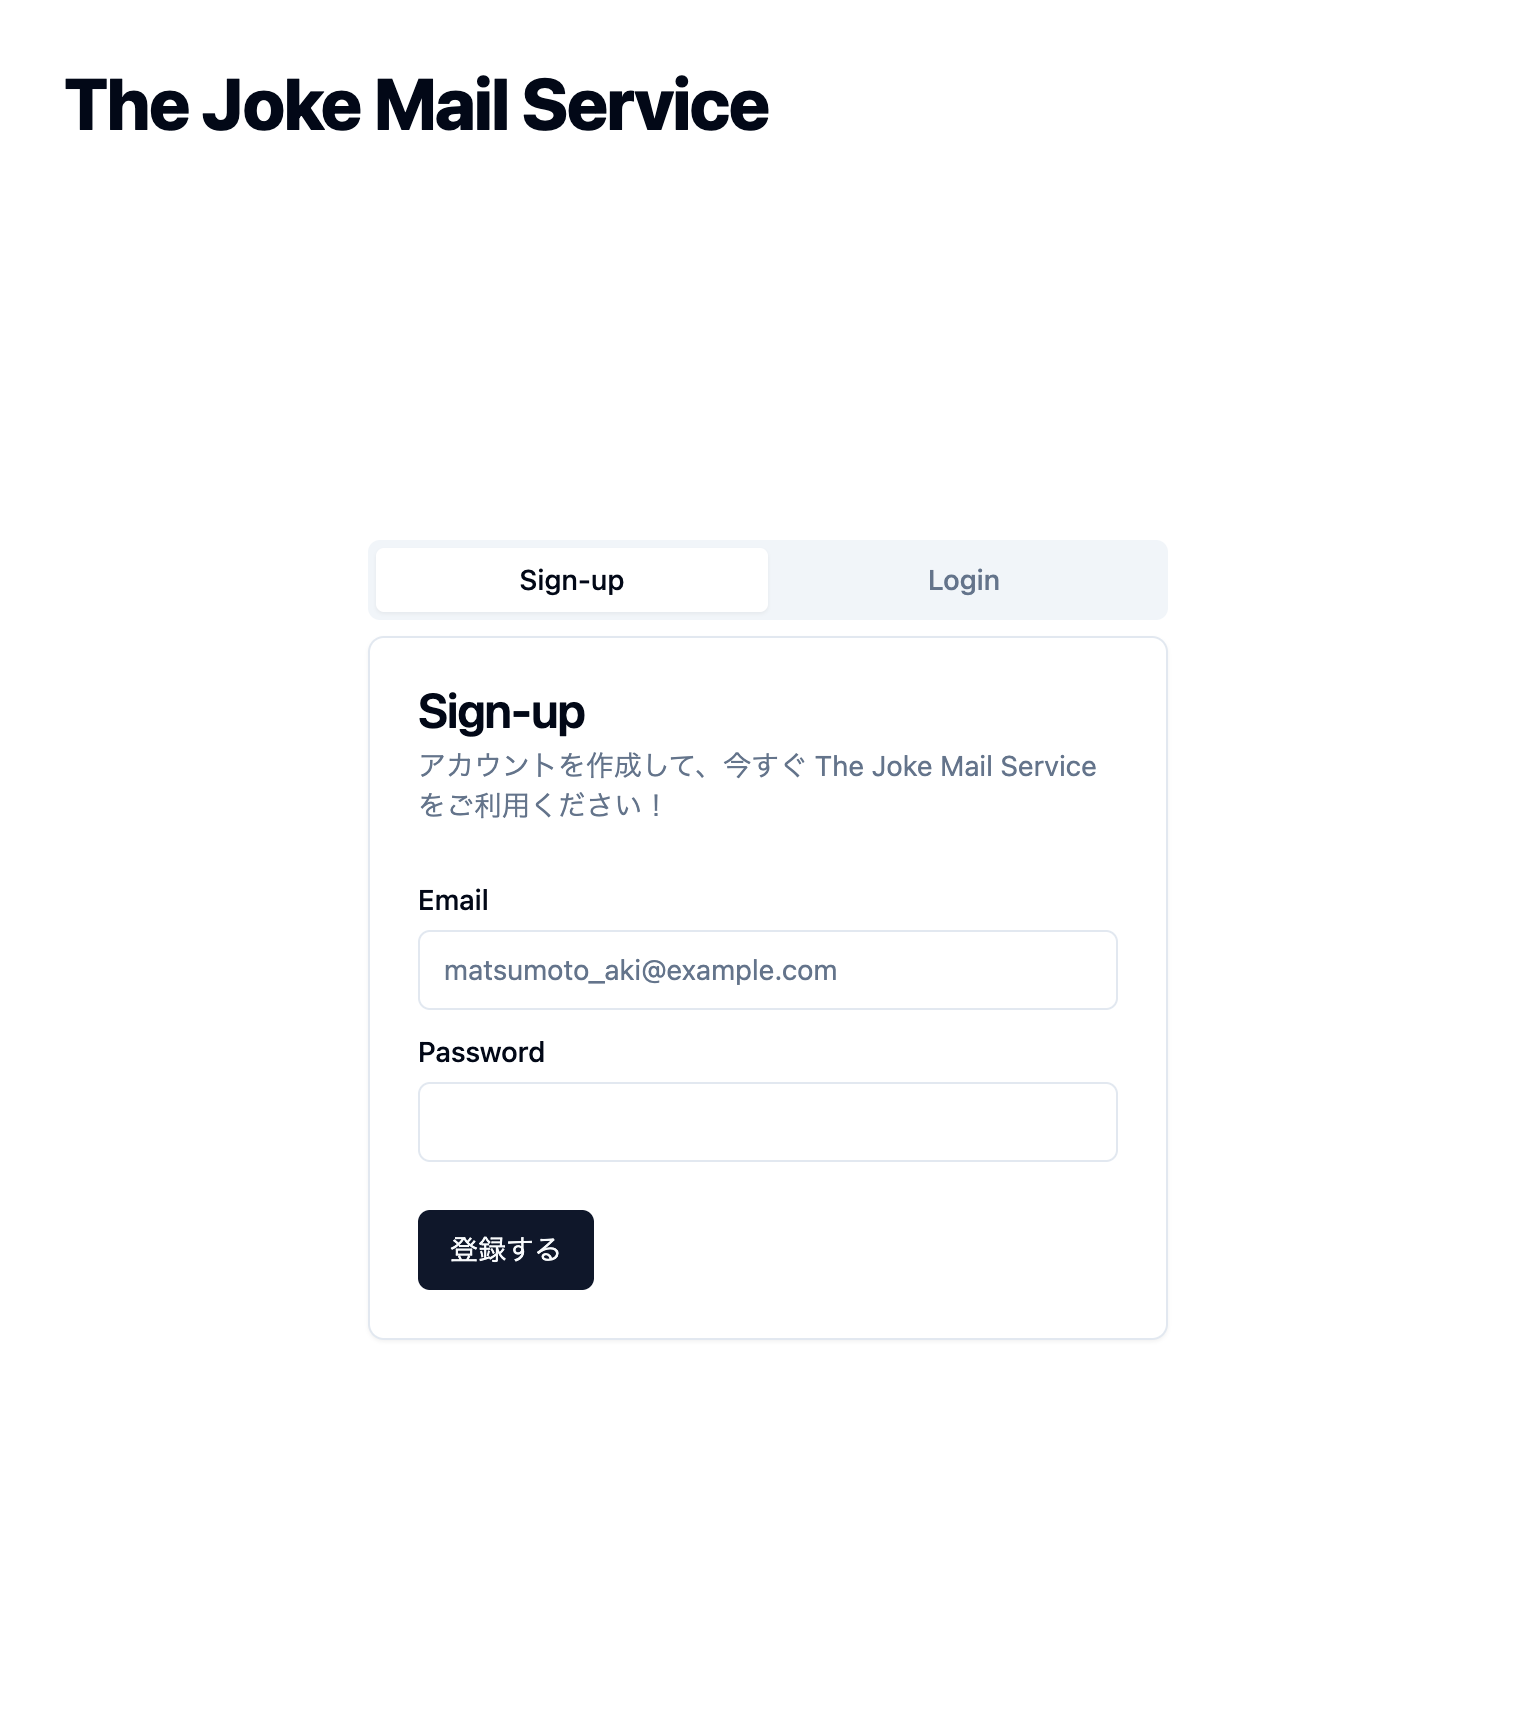 The Joke Mail Service
Sign-up
Login
Sign-up
アカウントを作成して、今すぐ The Joke Mail Service
をご利用ください！
Email
matsumoto_aki@example.com
Password
登録する